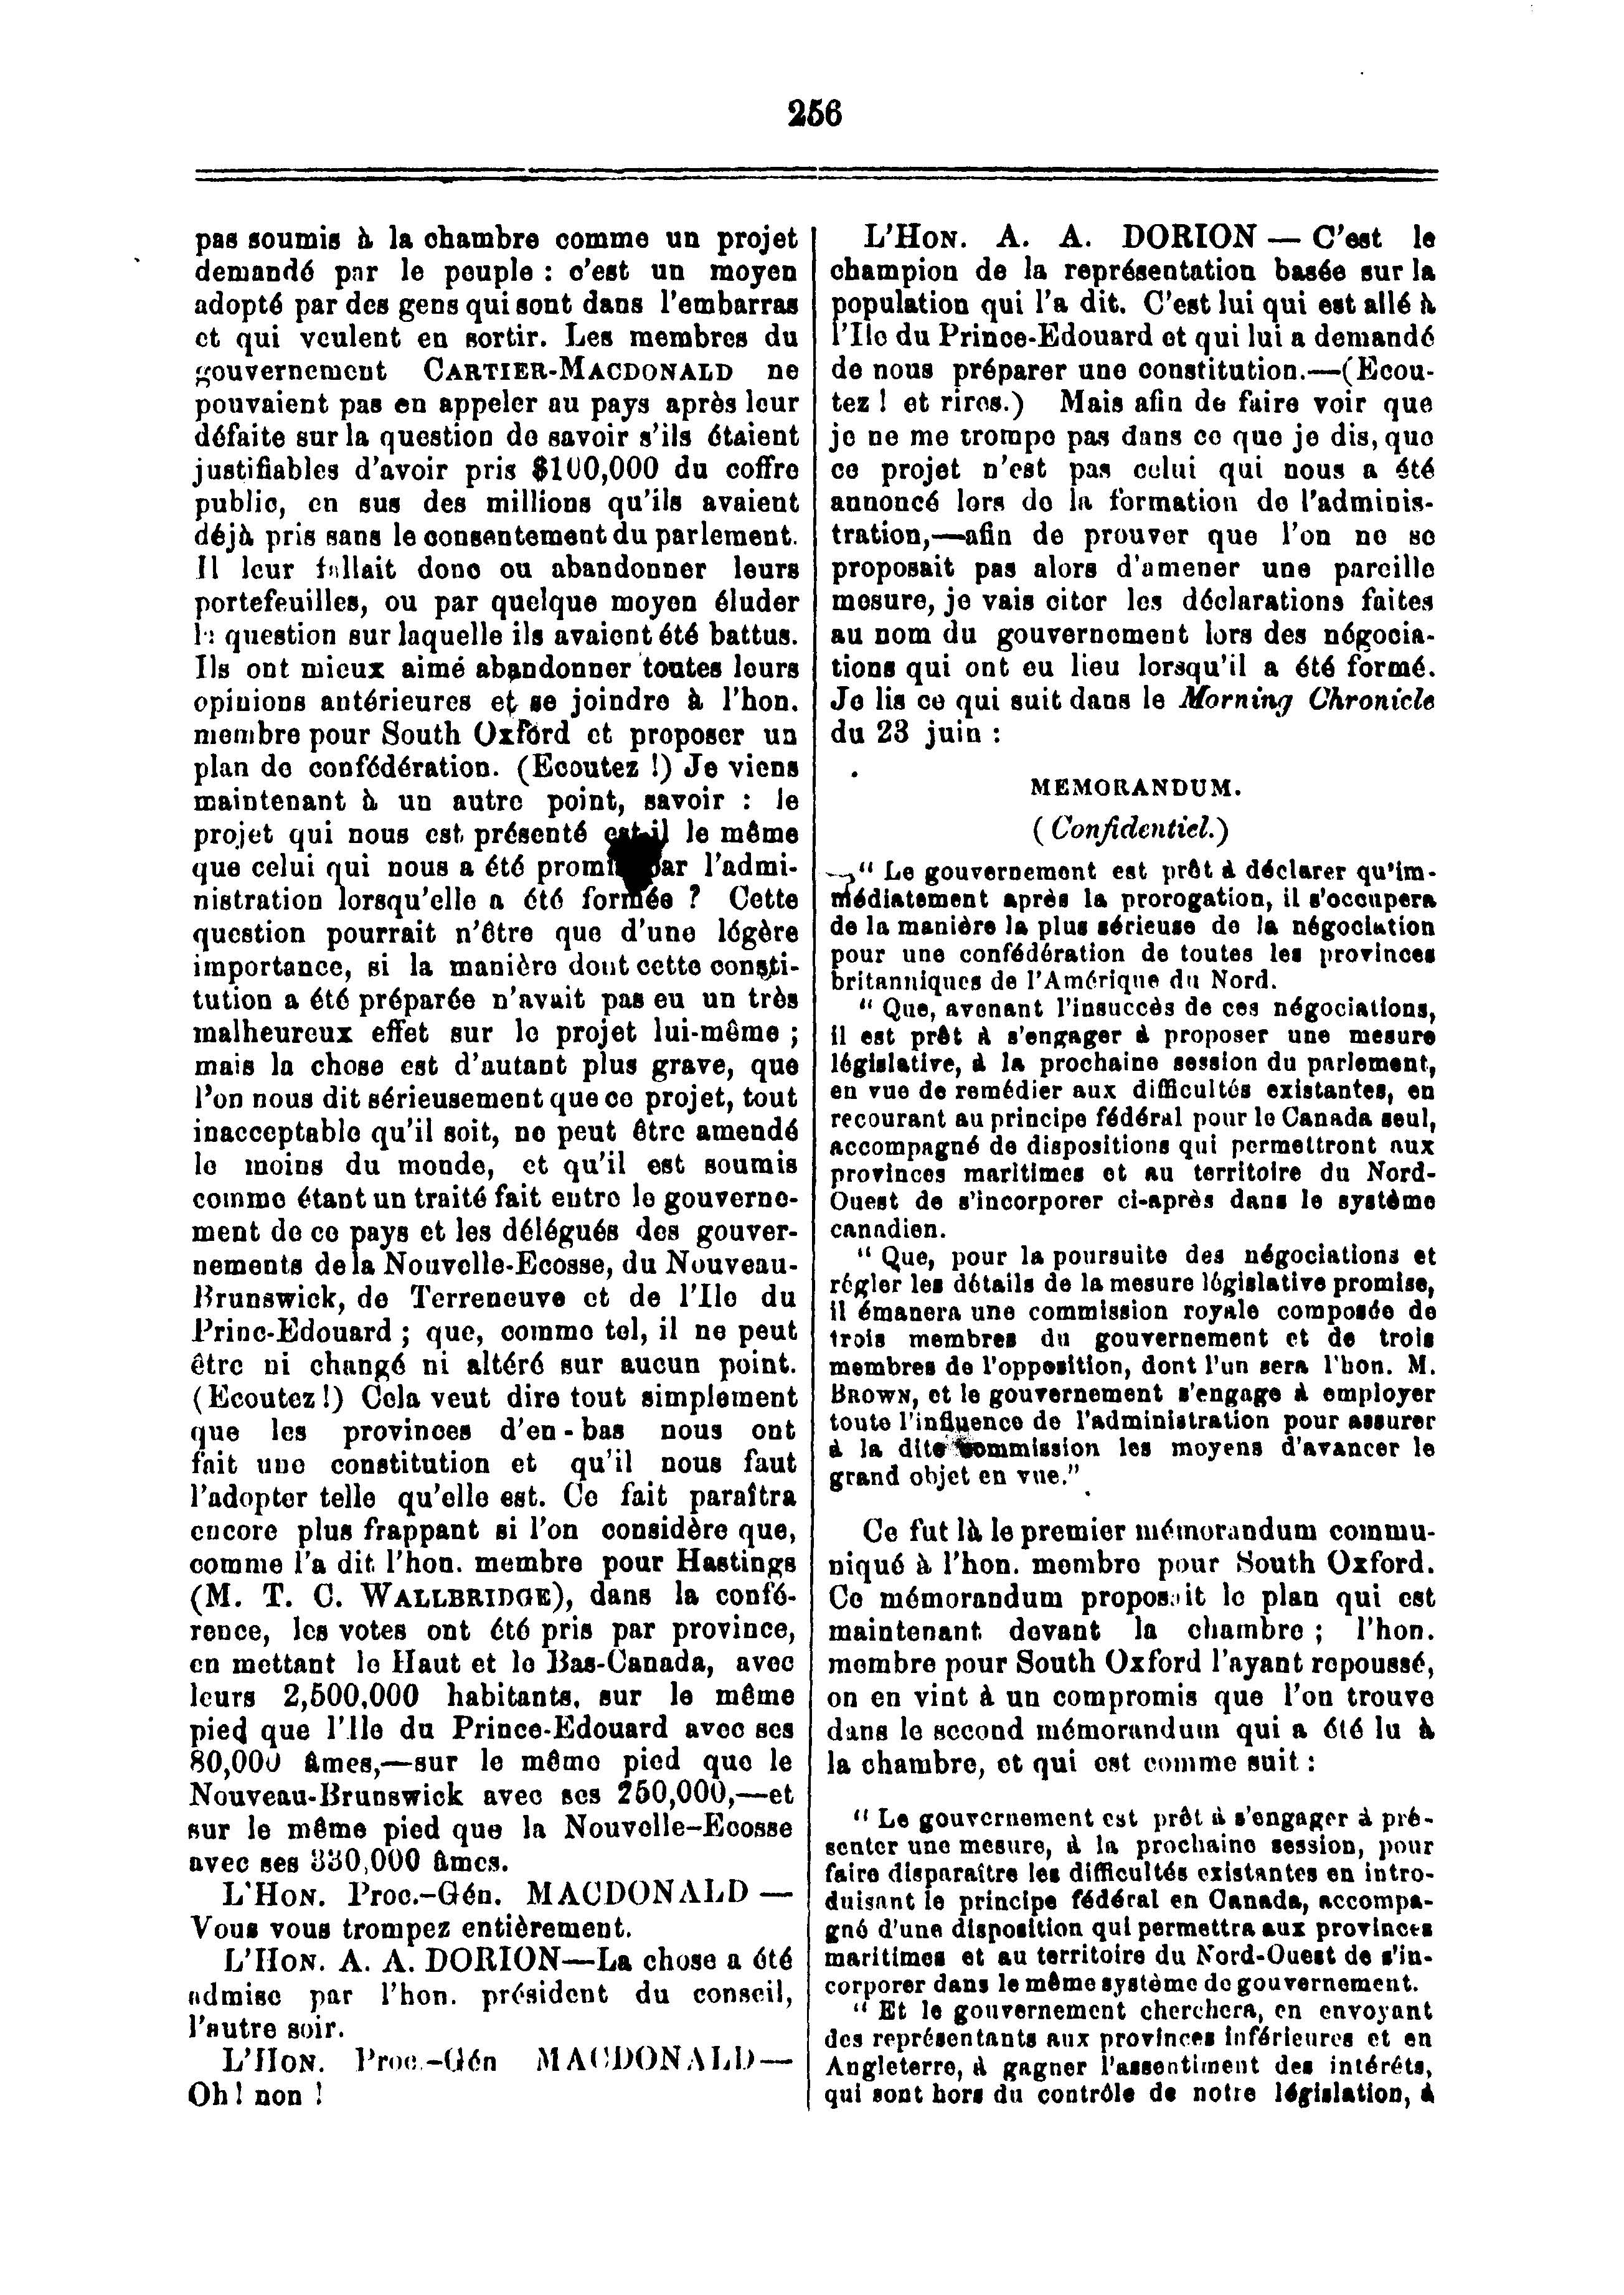 256
pas soumis à la chambre comme un projet
demandé par le peuple : c'est un moyen
adopté par des gens qui sont dans l'embarras
et qui veulent en sortir. Les membres du
gouvernement CARTIER-MACDONALD ne
pouvaient pas en appeler au pays après leur
défaite sur la question de savoir s'ils étaient
justifiables d'avoir pris $100,000 du coffre
public, en sus des millions qu'ils avaient
déjà pris sans le consentement du parlement.
Il leur fallait donc ou abandonner leurs
portefeuilles, ou par quelque moyen éluder
la question sur laquelle ils avaient été battus.
Ils ont mieux aimé abandonner toutes leurs
opinions antérieures et se joindre à l'hon.
membre pour South Oxford et proposer un
plan de confédération. (Ecoutez !) Je viens
maintenant à un autre point, savoir : le
projet qui nous est présenté est-il le même
que celui qui nous a été promis par l'admi-
nistration lorsqu'elle a été formée ? Cette
question pourrait n'être que d'une légère
importance, si la manière dont cette consti-
tution a été préparée n'avait pas eu un très
malheureux effet sur le projet lui-même ;
mais la chose est d'autant plus grave, que
l'on nous dit sérieusement que ce projet, tout
inacceptable qu'il soit, ne peut être amendé
le moins du monde, et qu'il est soumis
comme étant un traité fait entre le gouverne-
ment de ce pays et les délégués des gouver-
nements de la Nouvelle-Ecosse, du Nouveau-
Brunswick, de Terreneuve et de l'Ile du
Princ-Edouard ; que, comme tel, il ne peut
être ni changé ni altéré sur aucun point.
(Ecoutez !) Cela veut dire tout simplement
que les provinces d'en-bas nous ont
fait une constitution et qu'il nous faut
l'adopter telle qu'elle est. Ce fait paraîtra
encore plus frappant si l'on considère que,
comme l'a dit l'hon. membre pour Hastings
(M. T. C. WALLBRIDGE), dans la confé-
rence, les votes ont été pris par province,
en mettant le Haut et le Bas-Canada, avec
leurs 2,500,000 habitants, sur le même
pied que l'Ile du Prince-Edouard avec ses
80,000 âmes,—sur le même pied que le
Nouveau-Brunswick avec ses 250,000,—et
sur le même pied que la Nouvelle-Ecosse
avec ses 330,000 âmes.
L'HON. Proc.-Gén. MACDONALD —
Vous vous trompez entièrement.
L'HON. A. A. DORION—La chose a été
admise par l'hon. président du conseil,
l'autre soir.
L'HON. Proc.-Gén MACDONALD—
Oh ! non !
L'HON. A. A. DORION — C'est le
champion de la représentation basée sur la
population qui l'a dit. C'est lui qui est allé à
l'Ile du Prince-Edouard et qui lui a demandé
de nous préparer une constitution.—(Ecou-
tez ! et rires.) Mais afin de faire voir que
je ne me trompe pas dans ce que je dis, que
ce projet n'est pas celui qui nous a été
annoncé lors de la formation de l'adminis-
tration,—afin de prouver que l'on ne se
proposait pas alors d'amener une pareille
mesure, je vais citer les déclarations faites
au nom du gouvernement lors des négocia-
tions qui ont eu lieu lorsqu'il a été formé.
Je lis ce qui suit dans le Morning Chronicle
du 23 juin :
MEMORANDUM.
(Confidentiel.)
“ Le gouvernement est prêt à déclarer qu'im-
médiatement après la prorogation, il s'occupera
de la manière la plus sérieuse de la négociation
pour une confédération de toutes les provinces
britanniques de l'Amérique du Nord.
“ Que, avenant l'insuccès de ces négociations,
il est prêt à s'engager à proposer une mesure
législative, à la prochaine session du parlement,
en vue de remédier aux difficultés existantes, en
recourant au principe fédéral pour le Canada seul,
accompagné de dispositions qui permettront aux
provinces maritimes et au territoire du Nord-
Ouest de s'incorporer ci-après dans le système
canadien.
“ Que, pour la poursuite des négociations et
régler les détails de la mesure législative promise,
il émanera une commission royale composée de
trois membres du gouvernement et de trois
membres de l'opposition, dont l'un sera l'hon. M.
BROWN, et le gouvernement s'engage à employer
toute l'influence de l'administration pour assurer
à la dite commission les moyens d'avancer le
grand objet en vue.”
Ce fut là le premier mémorandum commu-
niqué à l'hon. membre pour South Oxford.
Ce mémorandum proposait le plan qui est
maintenant devant la chambre ; l'hon.
membre pour South Oxford l'ayant repoussé,
on en vint à un compromis que l'on trouve
dans le second mémorandum qui a été lu à
la chambre, et qui est comme suit :
“ Le gouvernement est prêt à s'engager à pré-
senter une mesure, à la prochaine session, pour
faire disparaître les difficultés existantes en intro-
duisant le principe fédéral en Canada, accompa-
gné d'une disposition qui permettra aux provinces
maritimes et au territoire du Nord-Ouest de s'in-
corporer dans le même système de gouvernement.
“ Et le gouvernement cherchera, en envoyant
des représentants aux provinces inférieures et en
Angleterre, à gagner l'assentiment des intérêts,
qui sont hors du contrôle de notre législation, à